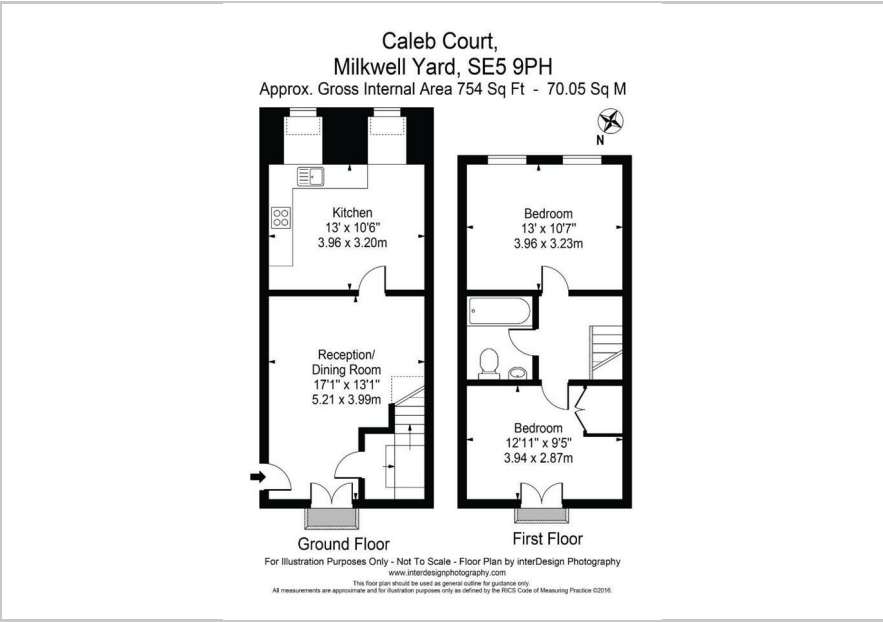 Caleb Court,
Milkwell Yard, SE5 9PH
Approx. Gross Internal Area 754 Sq Ft - 70.05 Sq M
N
Kitchen
13' x 10'6"
3.96 x 3.20m
Bedroom
13' x 10'7"
3.96 x 3.23m
Reception/
Dining Room
17'1" x 13'1"
5.21 x 3.99m
Bedroom
12'11" x 9'5"
3.94 x 2.87m
Ground Floor
First Floor
For Illustration Purposes Only - Not To Scale - Floor Plan by interDesign Photography
www.interdesignphotography.com
This floor plan should be used as general outline for guidance only.
All measurements are approximate and for illustration purposes only as defined by the RICS Code of Measuring Practice ©2016.